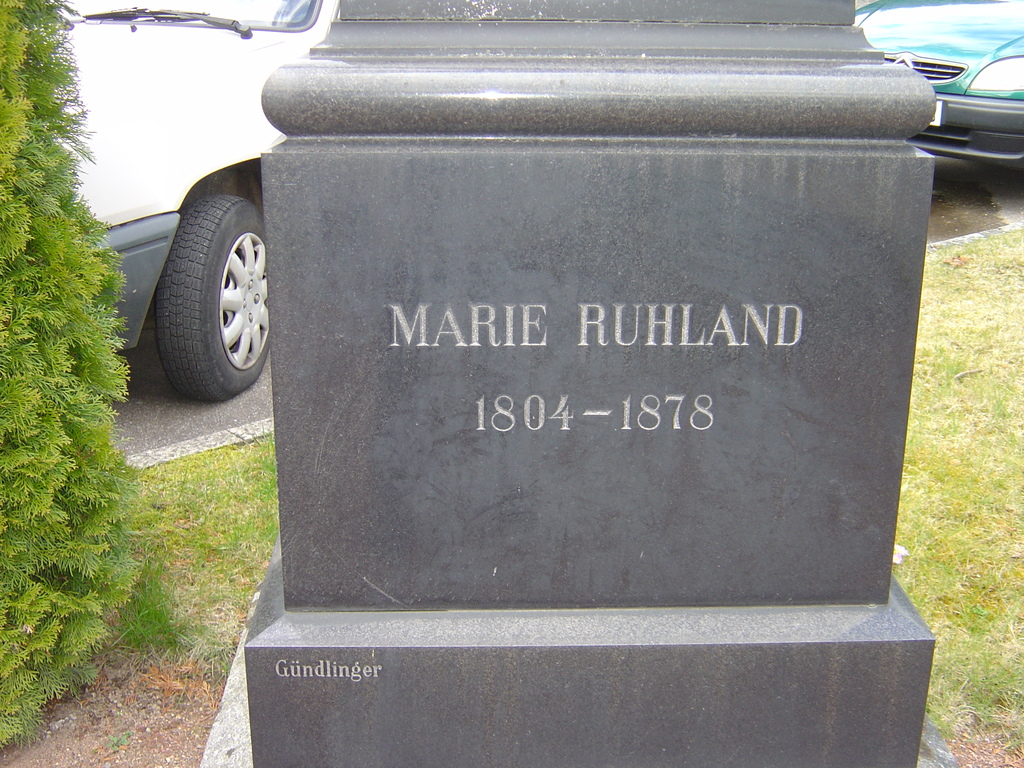 MARIE RUHLAND
1804–1878
Gündlinger